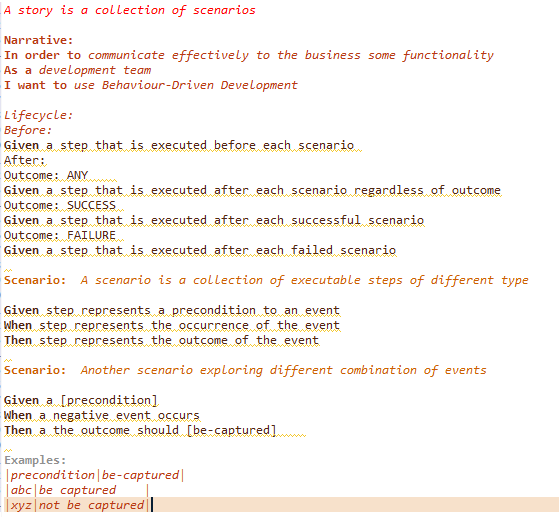 A story is a collection of scenarios
Narrative:
In order to communicate effectively to the business some functionality
As a development team
I want to use Behaviour-Driven Development
Lifecycle:
Before:
Given a step that is executed before each scenario
After:
Outcome: ANY
Given a step that is executed after each scenario regardless of outcome
Outcome: SUCCESS
Given a step that is executed after each successful scenario
Outcome: FAILURE
Given a step that is executed after each failed scenario
Scenario:  A scenario is a collection of executable steps of different type
Given step represents a precondition to an event
When step represents the occurrence of the event
Then step represents the outcome of the event
Scenario:  Another scenario exploring different combination of events
Given a [precondition]
When a negative event occurs
Then a the outcome should [be-captured]
Examples:
|precondition|be-captured|
|abc|be captured    |
|xyz|not be captured|